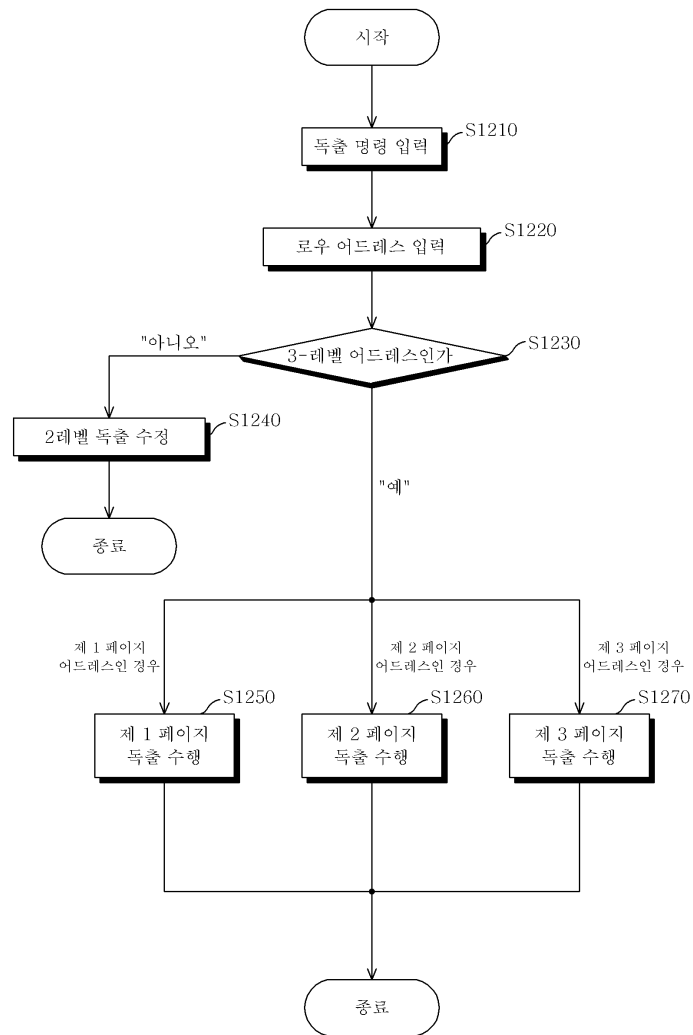 시작
독출 명령 입력
S1210
로우 어드레스 입력
S1220
3-레벨 어드레스인가
S1230
"아니오"
2레벨 독출 수정
S1240
종료
"예"
제 1 페이지
어드레스인 경우
제 2 페이지
어드레스인 경우
제 3 페이지
어드레스인 경우
S1250
제 1 페이지
독출 수행
S1260
제 2 페이지
독출 수행
S1270
제 3 페이지
독출 수행
종료